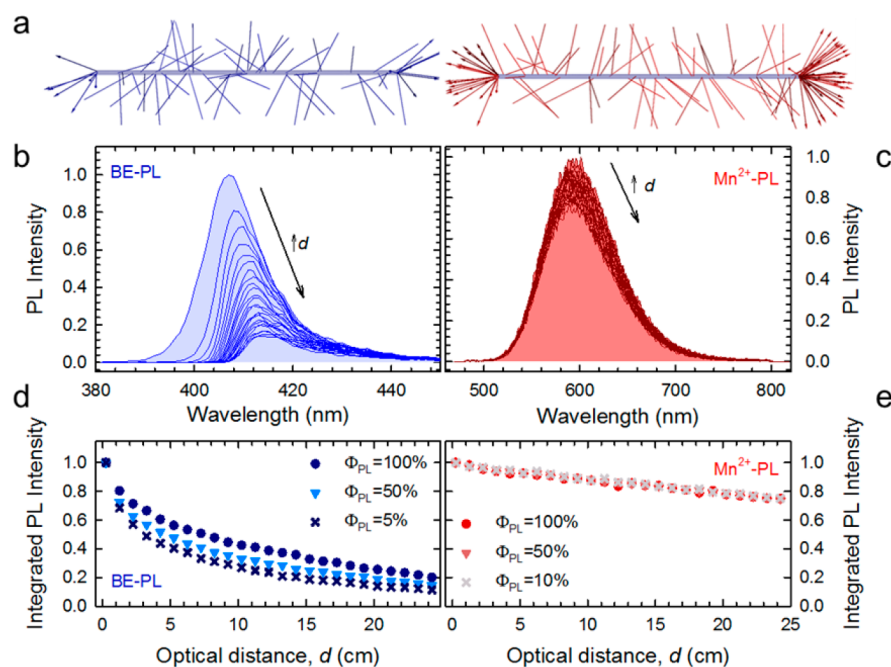 a
b
BE-PL
d
PL Intensity
1.0
0.8
0.6
0.4
0.2
0.0
380
400
420
440
Wavelength (nm)
c
Mn²⁺-PL
d
PL Intensity
1.0
0.8
0.6
0.4
0.2
0.0
500
600
700
800
Wavelength (nm)
d
Integrated PL Intensity
1.0
0.8
0.6
0.4
0.2
0.0
Φ_PL=100%
Φ_PL=50%
Φ_PL=5%
BE-PL
0
5
10
15
20
Optical distance, d (cm)
e
Mn²⁺-PL
Φ_PL=100%
Φ_PL=50%
Φ_PL=10%
Integrated PL Intensity
1.0
0.8
0.6
0.4
0.2
0.0
0
5
10
15
20
25
Optical distance, d (cm)